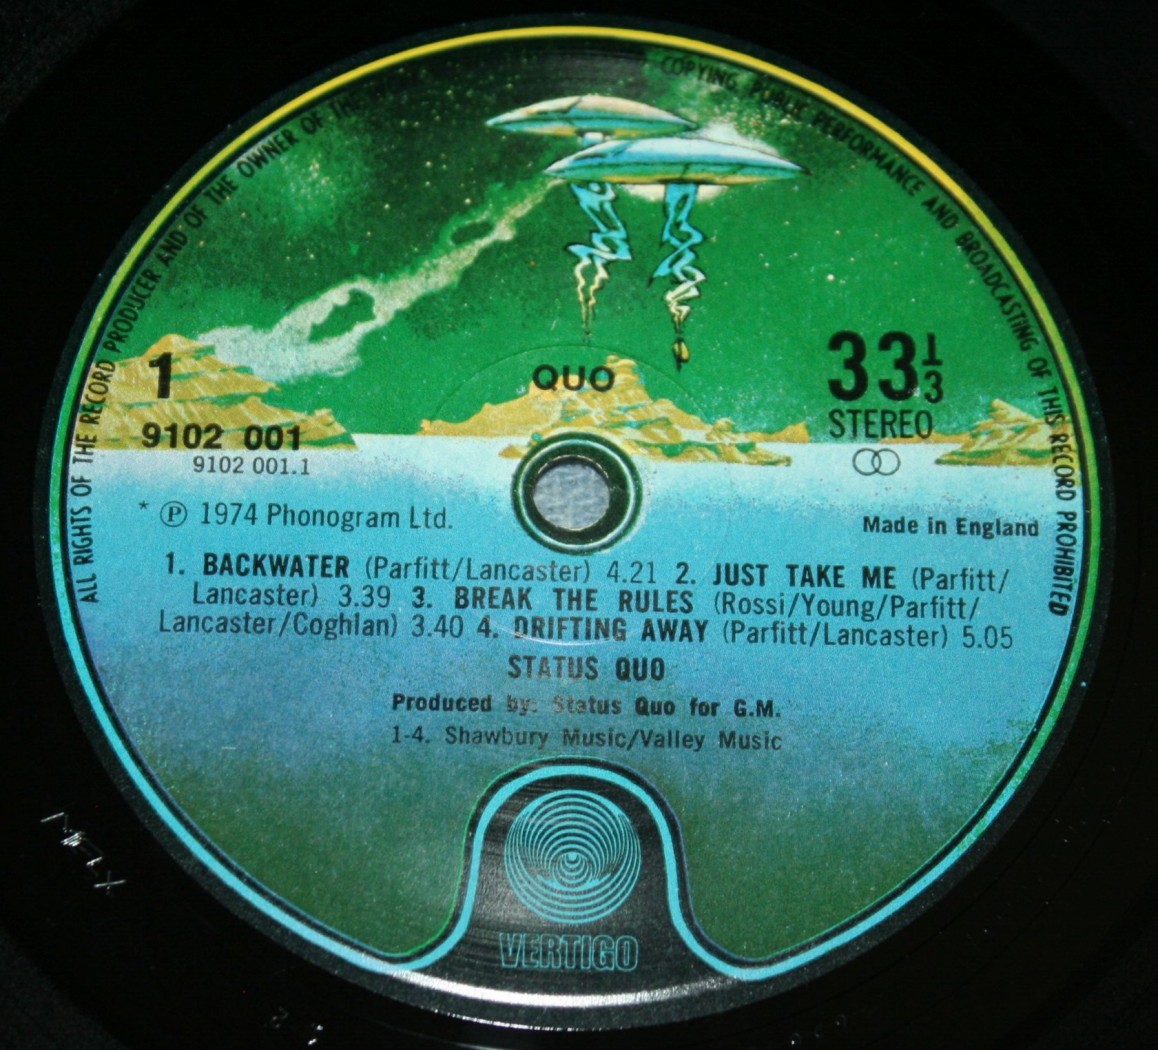 ALL RIGHTS OF THE RECORD PRODUCER AND OF THE OWNER OF THE
COPYING, PUBLIC PERFORMANCE AND BROADCASTING OF THIS RECORD PROHIBITED
QUO
1
33 1/3
9102 001
STEREO
9102 001.1
* ℗ 1974 Phonogram Ltd.
Made in England
1. BACKWATER (Parfitt/Lancaster) 4.21 2. JUST TAKE ME (Parfitt/
Lancaster) 3.39 3. BREAK THE RULES (Rossi/Young/Parfitt/
Lancaster/Coghlan) 3.40 4. DRIFTING AWAY (Parfitt/Lancaster) 5.05
STATUS QUO
Produced by: Status Quo for G.M.
1-4. Shawbury Music/Valley Music
VERTIGO